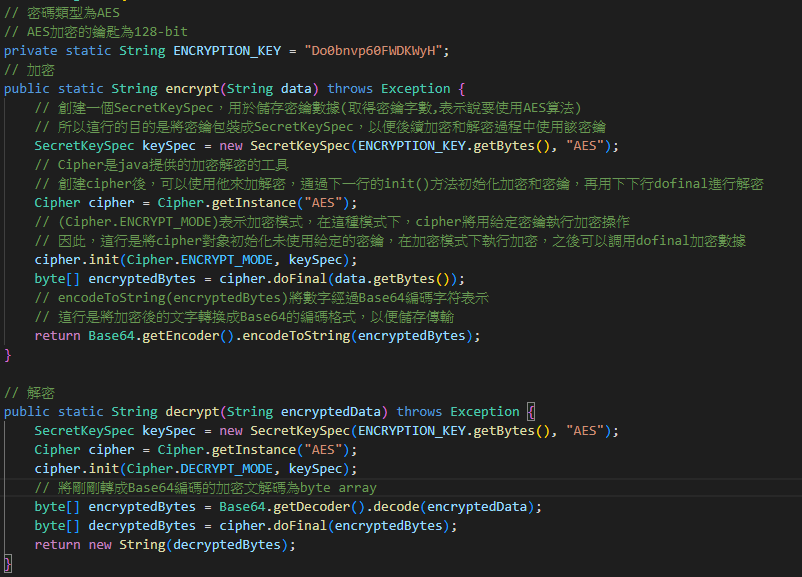 // 密碼類型為AES
// AES加密的鑰匙為128-bit
private static String ENCRYPTION_KEY = "Do0bnvp60FWDKWyH";
// 加密
public static String encrypt(String data) throws Exception {
// 創建一個SecretKeySpec，用於儲存密鑰數據(取得密鑰字數,表示說要使用AES算法)
// 所以這行的目的是將密鑰包裝成SecretKeySpec，以便後續加密和解密過程中使用該密鑰
SecretKeySpec keySpec = new SecretKeySpec(ENCRYPTION_KEY.getBytes(), "AES");
// Cipher是java提供的加密解密的工具
// 創建cipher後，可以使用他來加解密，通過下一行的init()方法初始化加密和密鑰，再用下下行dofinal進行解密
Cipher cipher = Cipher.getInstance("AES");
// (Cipher.ENCRYPT_MODE)表示加密模式，在這種模式下，cipher將用給定密鑰執行加密操作
// 因此，這行是將cipher對象初始化未使用給定的密鑰，在加密模式下執行加密，之後可以調用dofinal加密數據
cipher.init(Cipher.ENCRYPT_MODE, keySpec);
byte[] encryptedBytes = cipher.doFinal(data.getBytes());
// encodeToString(encryptedBytes)將數字經過Base64編碼字符表示
// 這行是將加密後的文字轉換成Base64的編碼格式，以便儲存傳輸
return Base64.getEncoder().encodeToString(encryptedBytes);
}
// 解密
public static String decrypt(String encryptedData) throws Exception {
SecretKeySpec keySpec = new SecretKeySpec(ENCRYPTION_KEY.getBytes(), "AES");
Cipher cipher = Cipher.getInstance("AES");
cipher.init(Cipher.DECRYPT_MODE, keySpec);
// 將剛剛轉成Base64編碼的加密文解碼為byte array
byte[] encryptedBytes = Base64.getDecoder().decode(encryptedData);
byte[] decryptedBytes = cipher.doFinal(encryptedBytes);
return new String(decryptedBytes);
}